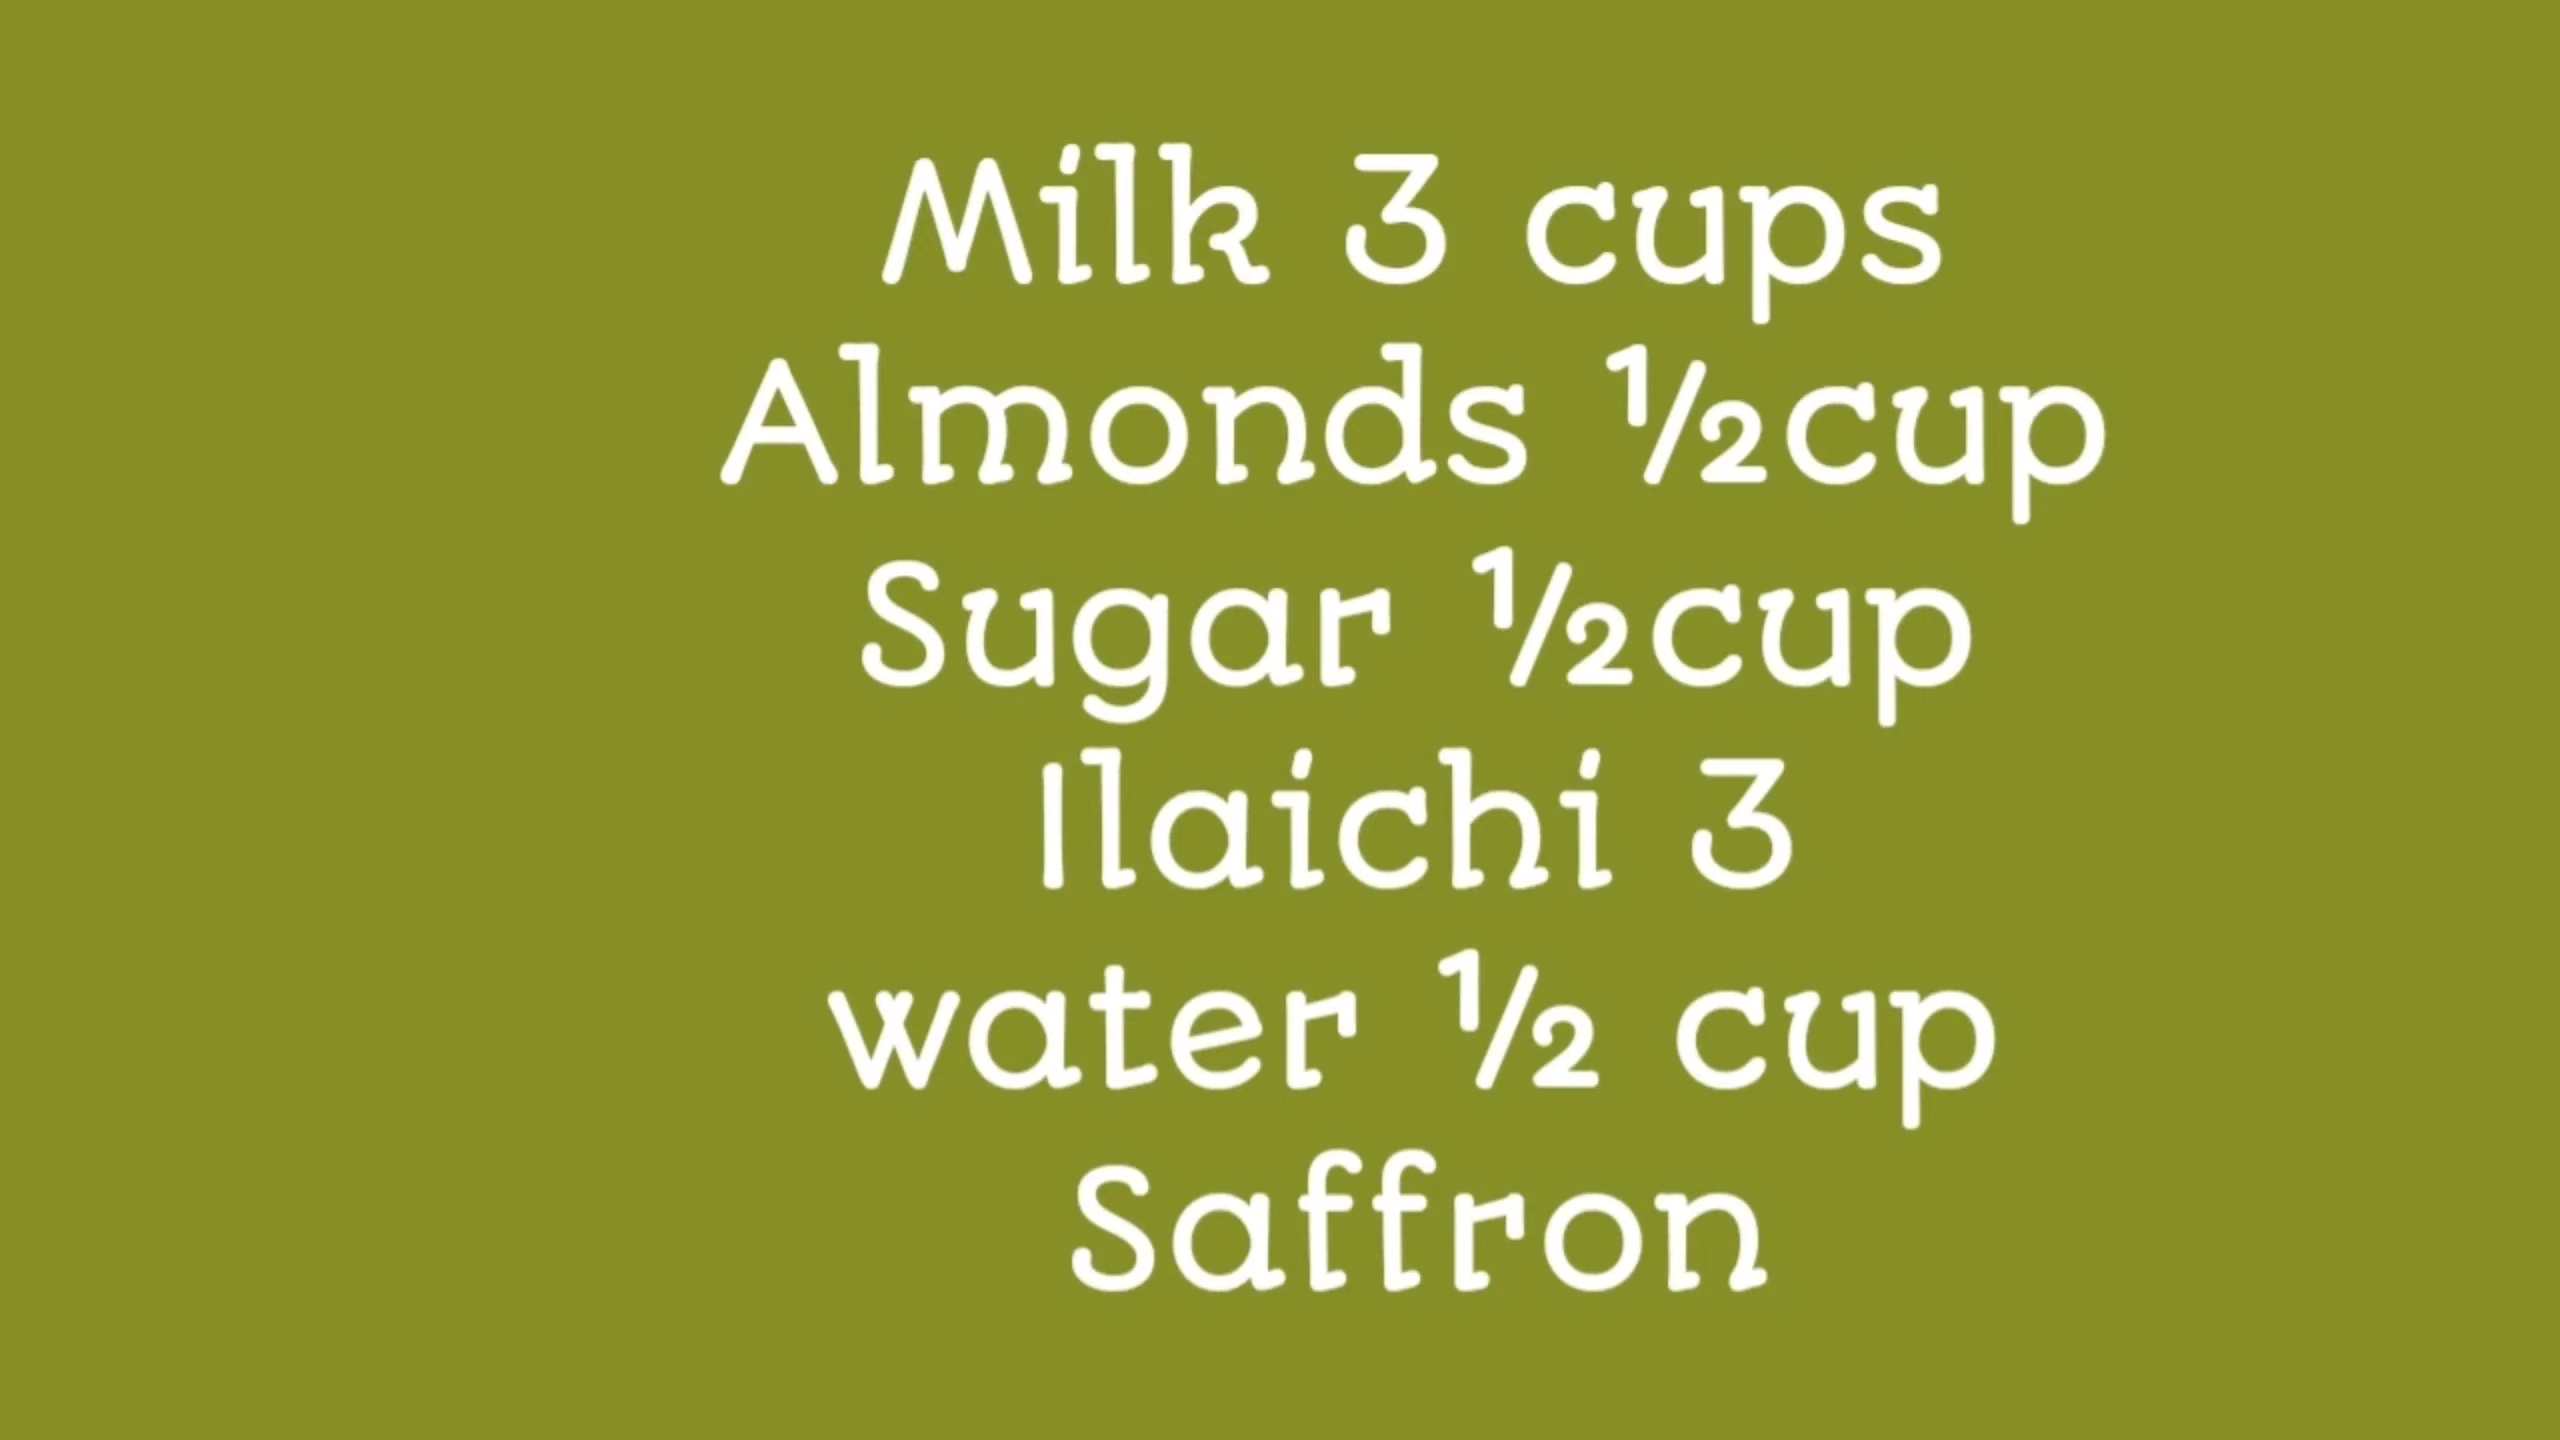 Milk 3 cups
Almonds ½cup
Sugar ½cup
Ilaichi 3
water ½ cup
Saffron